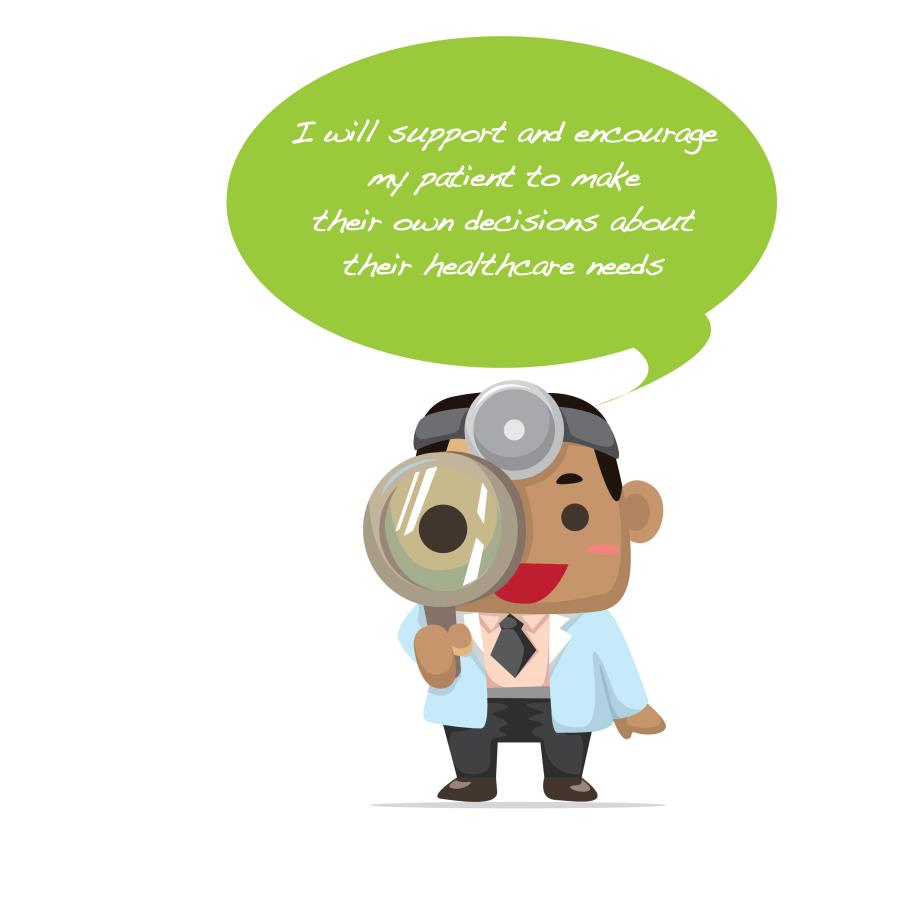 I will support and encourage
my patient to make
their own decisions about
their healthcare needs